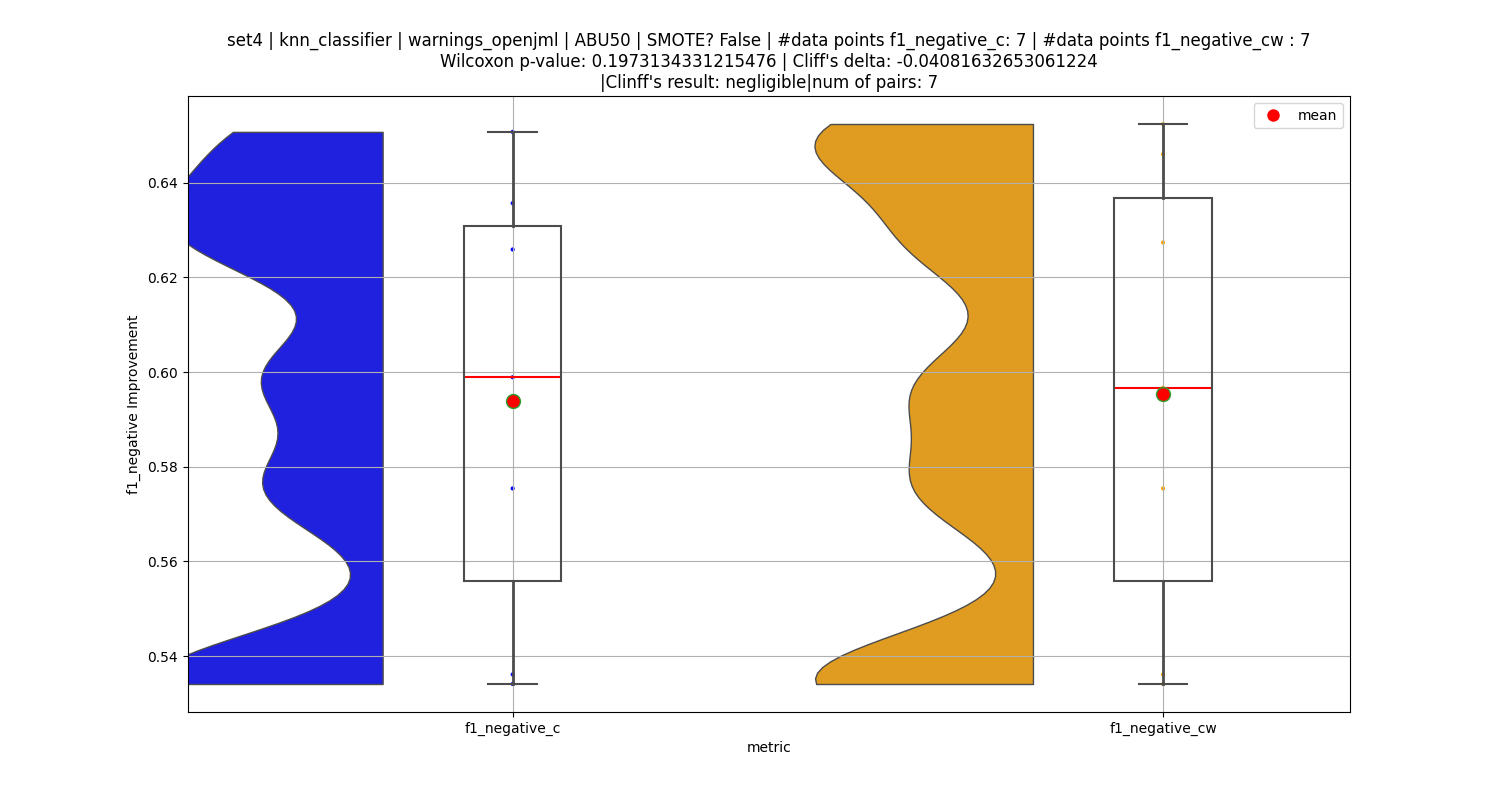 set4 | knn_classifier | warnings_openjml | ABU50 | SMOTE? False | #data points f1_negative_c: 7 | #data points f1_negative_cw : 7
Wilcoxon p-value: 0.1973134331215476 | Cliff's delta: -0.04081632653061224
|Clinff's result: negligible|num of pairs: 7
mean
0.64
0.62
0.60
0.58
0.56
0.54
f1_negative Improvement
f1_negative_c
f1_negative_cw
metric